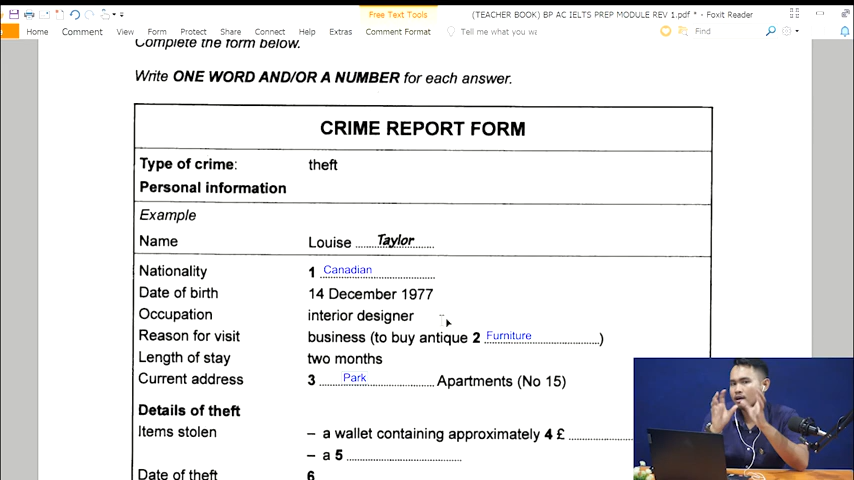 Free Text Tools
(TEACHER BOOK) BP AC IELTS PREP MODULE REV 1.pdf * - Foxit Reader
Home Comment View Form Protect Share Connect Help Extras Comment Format Tell me what you wa Find
Complete the form below.
Write ONE WORD AND/OR A NUMBER for each answer.
CRIME REPORT FORM
Type of crime: theft
Personal information
Example
Name Louise Taylor
Nationality 1 Canadian
Date of birth 14 December 1977
Occupation interior designer
Reason for visit business (to buy antique 2 Furniture )
Length of stay two months
Current address 3 Park Apartments (No 15)
Details of theft
Items stolen – a wallet containing approximately 4 £
– a 5
Date of theft 6